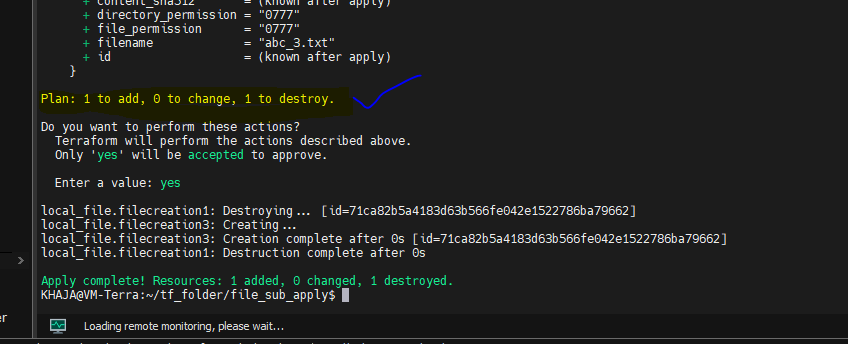 + content_sha512 = (known after apply)
+ directory_permission = "0777"
+ file_permission = "0777"
+ filename = "abc_3.txt"
+ id = (known after apply)
}
Plan: 1 to add, 0 to change, 1 to destroy.
Do you want to perform these actions?
Terraform will perform the actions described above.
Only 'yes' will be accepted to approve.
Enter a value: yes
local_file.filecreation1: Destroying... [id=71ca82b5a4183d63b566fe042e1522786ba79662]
local_file.filecreation3: Creating...
local_file.filecreation3: Creation complete after 0s [id=71ca82b5a4183d63b566fe042e1522786ba79662]
local_file.filecreation1: Destruction complete after 0s
Apply complete! Resources: 1 added, 0 changed, 1 destroyed.
KHAJA@VM-Terra:~/tf_folder/file_sub_apply$
er
Loading remote monitoring, please wait...